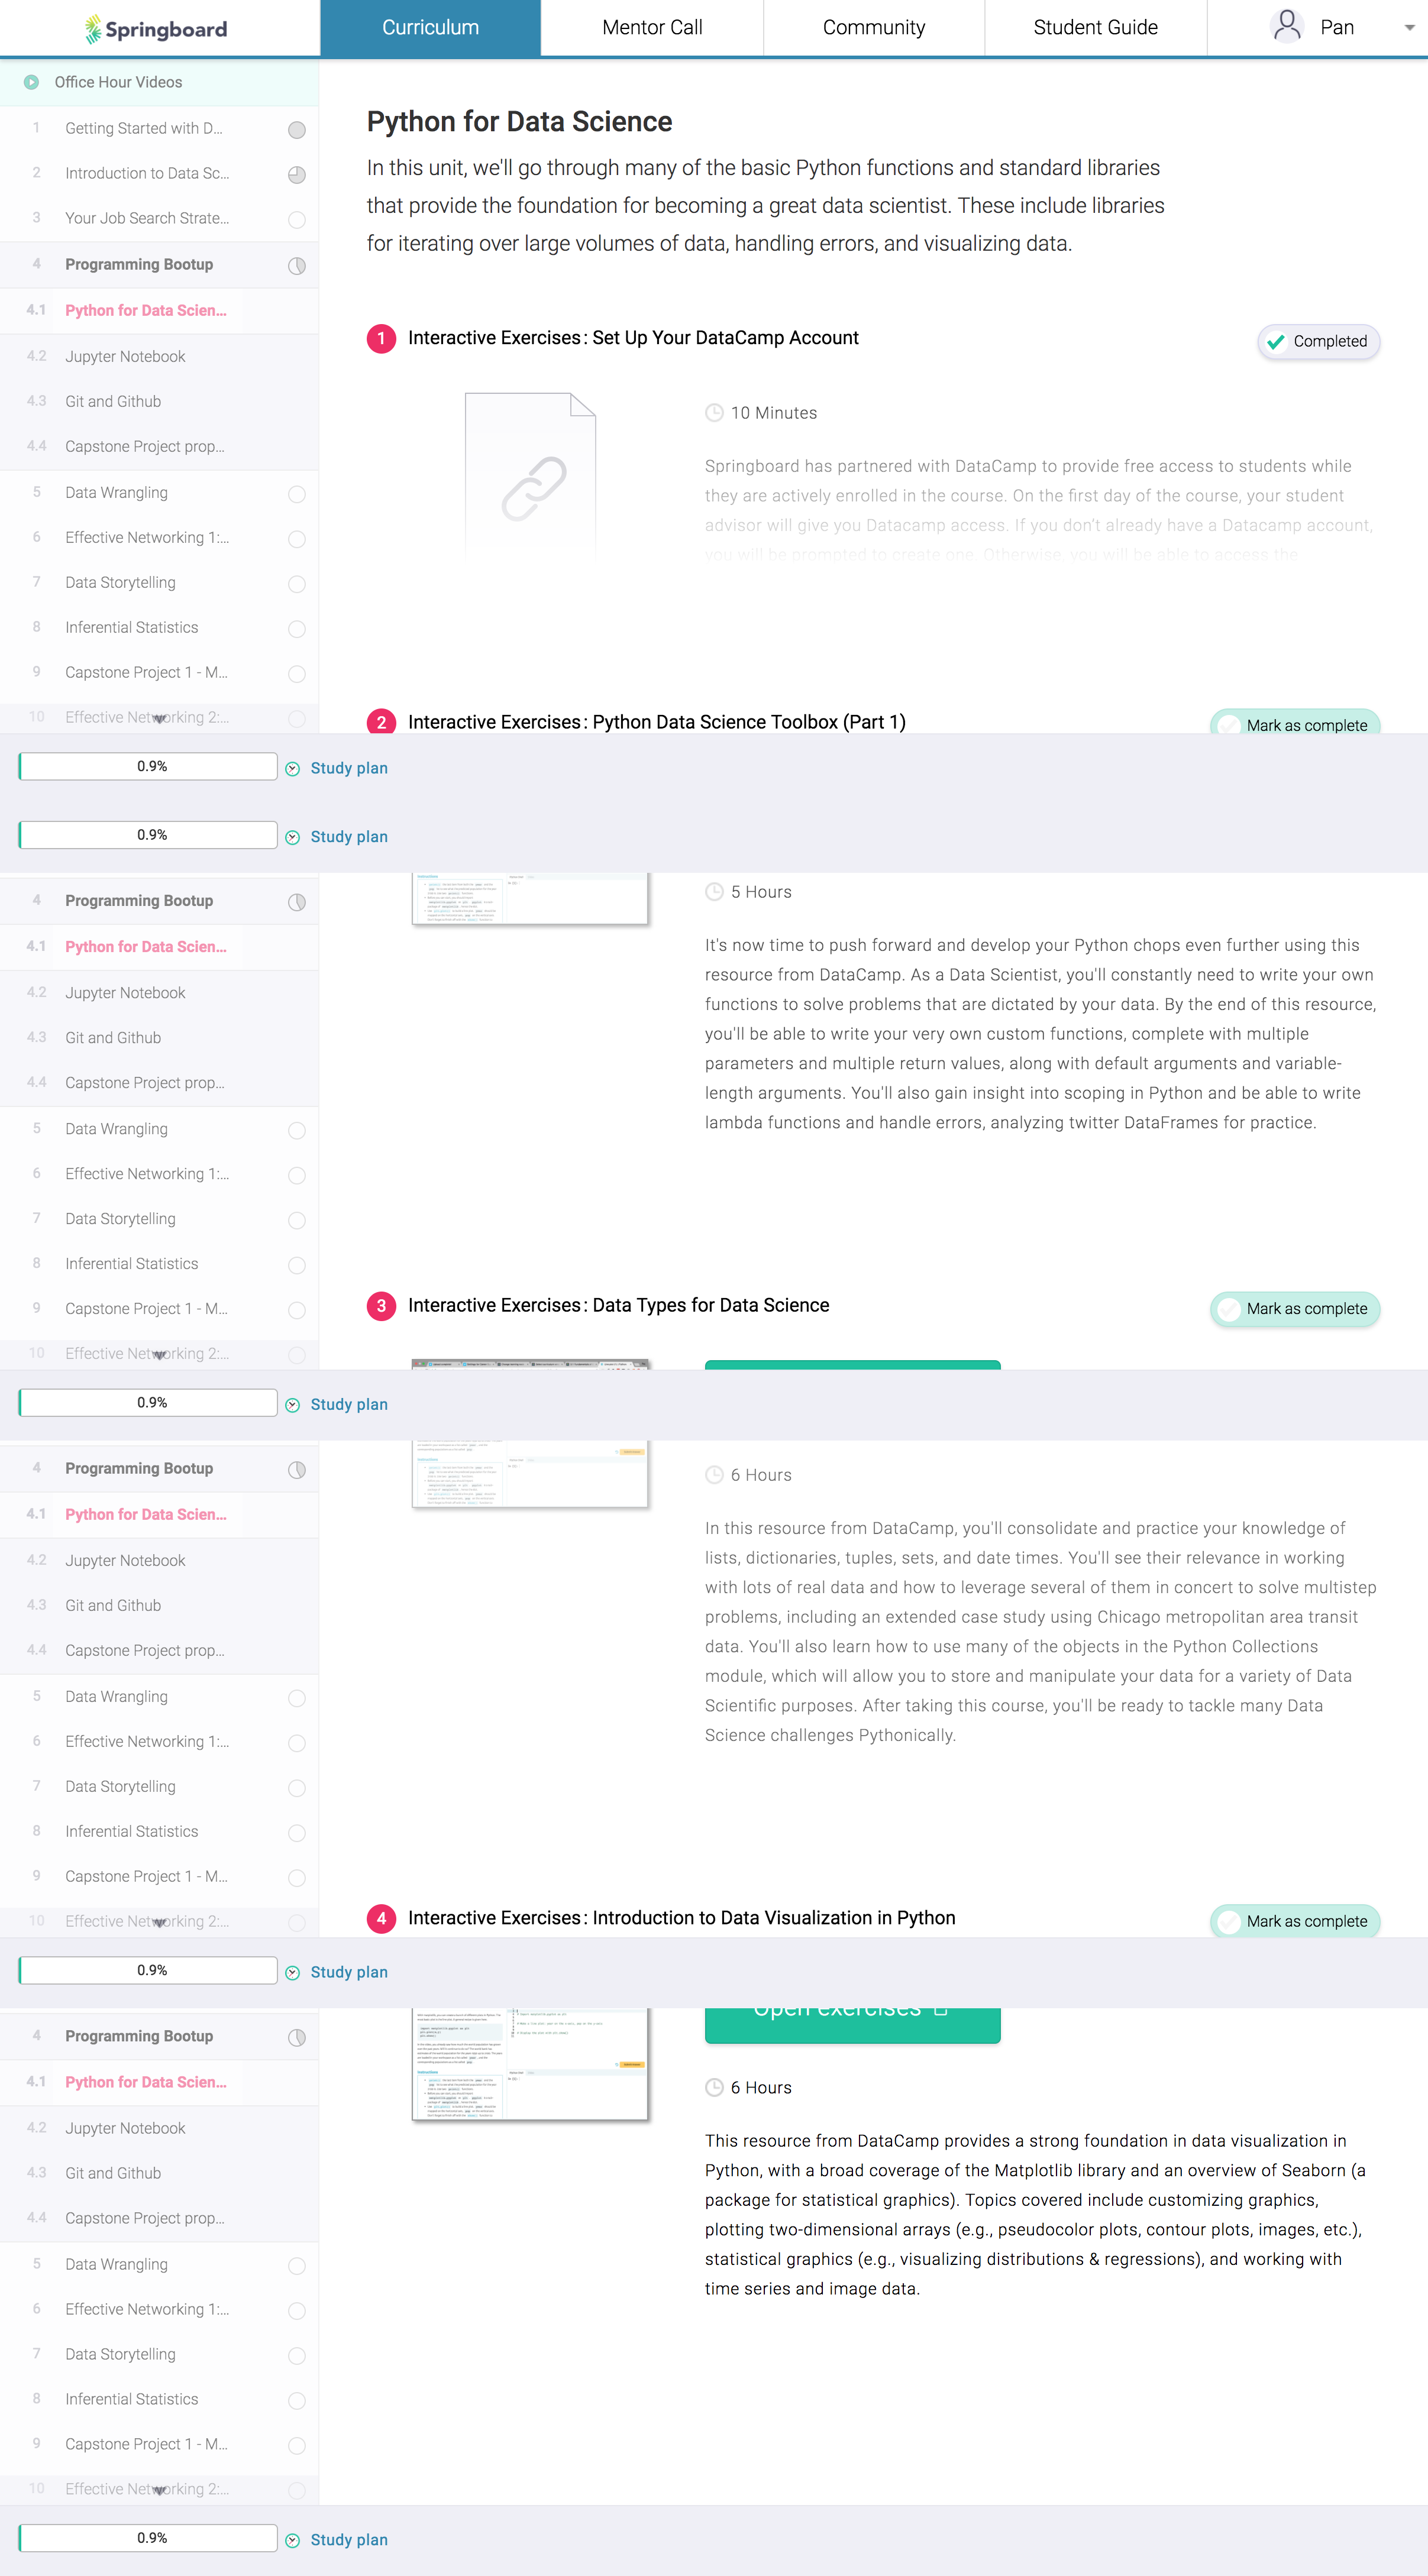 Springboard
Curriculum
Mentor Call
Community
Student Guide
Pan
Office Hour Videos
1 Getting Started with D...
2 Introduction to Data Sc...
3 Your Job Search Strate...
4 Programming Bootup
4.1 Python for Data Scien...
4.2 Jupyter Notebook
4.3 Git and Github
4.4 Capstone Project prop...
5 Data Wrangling
6 Effective Networking 1:...
7 Data Storytelling
8 Inferential Statistics
9 Capstone Project 1 - M...
10 Effective Networking 2:...
Python for Data Science
In this unit, we'll go through many of the basic Python functions and standard libraries
that provide the foundation for becoming a great data scientist. These include libraries
for iterating over large volumes of data, handling errors, and visualizing data.
1 Interactive Exercises: Set Up Your DataCamp Account
Completed
10 Minutes
Springboard has partnered with DataCamp to provide free access to students while
they are actively enrolled in the course. On the first day of the course, your student
advisor will give you Datacamp access. If you don't already have a Datacamp account,
you will be prompted to create one. Otherwise, you will be able to access the
2 Interactive Exercises: Python Data Science Toolbox (Part 1)
Mark as complete
0.9% Study plan
0.9% Study plan
4 Programming Bootup
4.1 Python for Data Scien...
4.2 Jupyter Notebook
4.3 Git and Github
4.4 Capstone Project prop...
5 Data Wrangling
6 Effective Networking 1:...
7 Data Storytelling
8 Inferential Statistics
9 Capstone Project 1 - M...
10 Effective Networking 2:...
5 Hours
It's now time to push forward and develop your Python chops even further using this
resource from DataCamp. As a Data Scientist, you'll constantly need to write your own
functions to solve problems that are dictated by your data. By the end of this resource,
you'll be able to write your very own custom functions, complete with multiple
parameters and multiple return values, along with default arguments and variable-
length arguments. You'll also gain insight into scoping in Python and be able to write
lambda functions and handle errors, analyzing twitter DataFrames for practice.
3 Interactive Exercises: Data Types for Data Science
Mark as complete
0.9% Study plan
4 Programming Bootup
4.1 Python for Data Scien...
4.2 Jupyter Notebook
4.3 Git and Github
4.4 Capstone Project prop...
5 Data Wrangling
6 Effective Networking 1:...
7 Data Storytelling
8 Inferential Statistics
9 Capstone Project 1 - M...
10 Effective Networking 2:...
6 Hours
In this resource from DataCamp, you'll consolidate and practice your knowledge of
lists, dictionaries, tuples, sets, and date times. You'll see their relevance in working
with lots of real data and how to leverage several of them in concert to solve multistep
problems, including an extended case study using Chicago metropolitan area transit
data. You'll also learn how to use many of the objects in the Python Collections
module, which will allow you to store and manipulate your data for a variety of Data
Scientific purposes. After taking this course, you'll be ready to tackle many Data
Science challenges Pythonically.
4 Interactive Exercises: Introduction to Data Visualization in Python
Mark as complete
0.9% Study plan
4 Programming Bootup
4.1 Python for Data Scien...
4.2 Jupyter Notebook
4.3 Git and Github
4.4 Capstone Project prop...
5 Data Wrangling
6 Effective Networking 1:...
7 Data Storytelling
8 Inferential Statistics
9 Capstone Project 1 - M...
10 Effective Networking 2:...
Open exercises
6 Hours
This resource from DataCamp provides a strong foundation in data visualization in
Python, with a broad coverage of the Matplotlib library and an overview of Seaborn (a
package for statistical graphics). Topics covered include customizing graphics,
plotting two-dimensional arrays (e.g., pseudocolor plots, contour plots, images, etc.),
statistical graphics (e.g., visualizing distributions & regressions), and working with
time series and image data.
0.9% Study plan